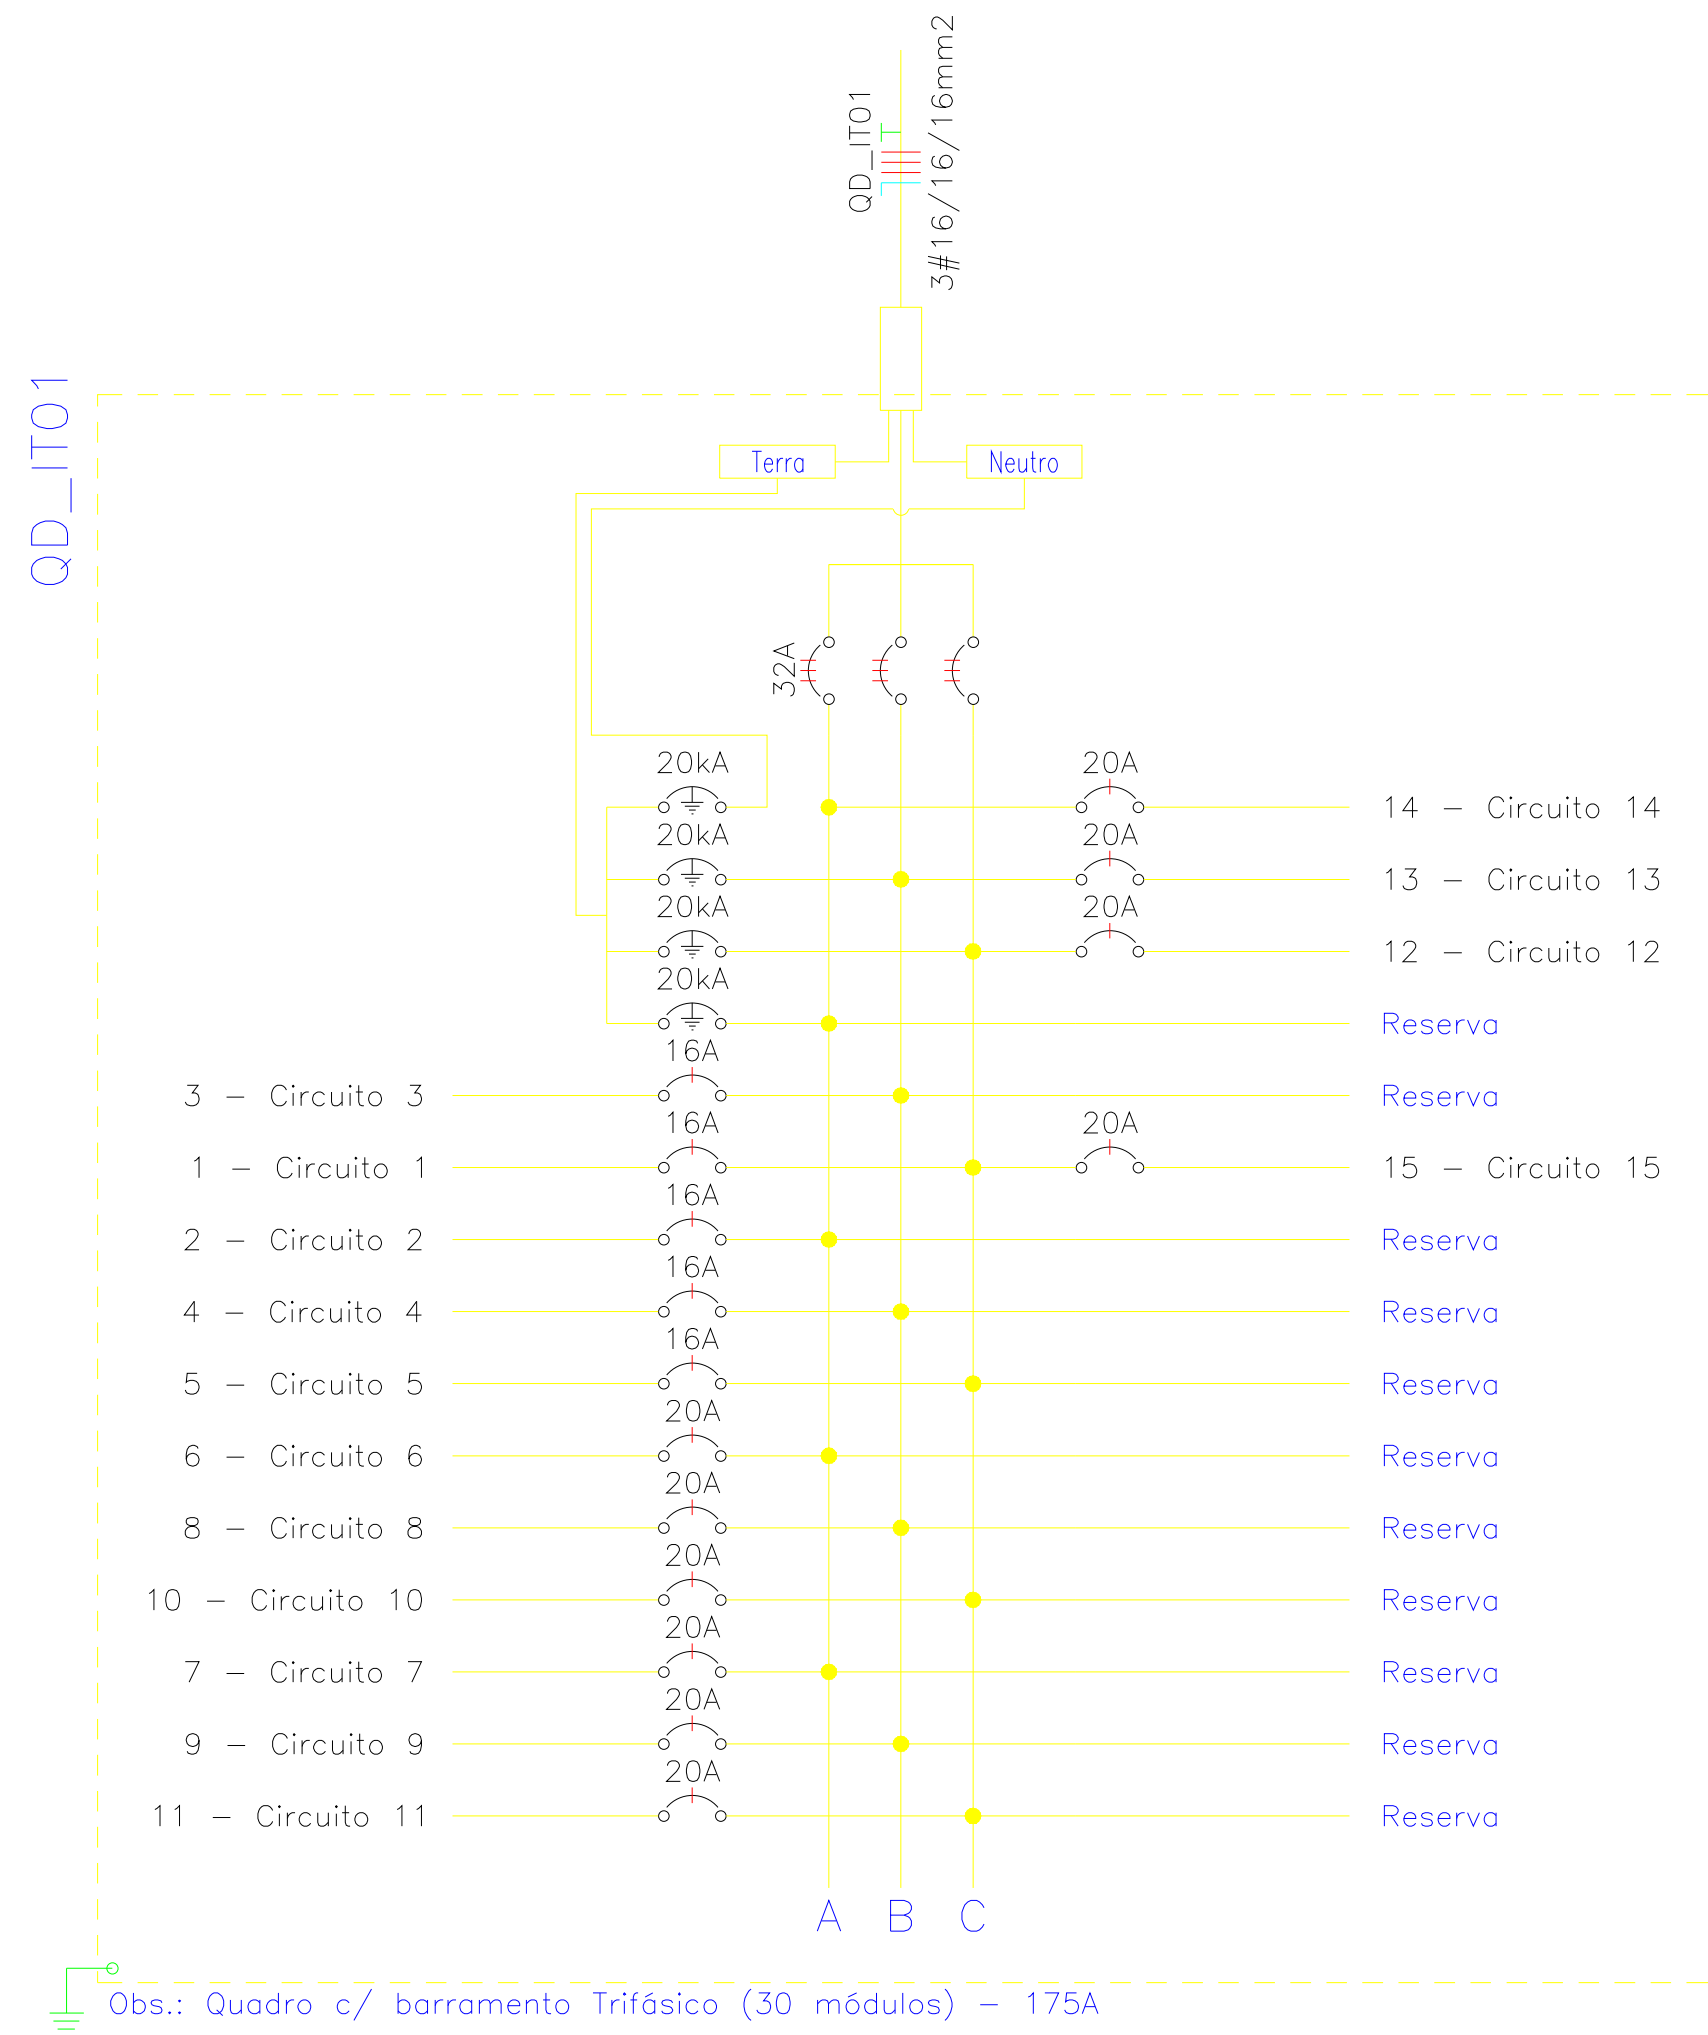 QD_IT01
3#16/16/16mm2
QD_IT01
Terra
Neutro
32A
20kA
20A
14 - Circuito 14
20kA
20A
13 - Circuito 13
20kA
20A
12 - Circuito 12
20kA
Reserva
16A
3 - Circuito 3
Reserva
16A
20A
1 - Circuito 1
15 - Circuito 15
16A
2 - Circuito 2
Reserva
16A
4 - Circuito 4
Reserva
16A
5 - Circuito 5
Reserva
20A
6 - Circuito 6
Reserva
20A
8 - Circuito 8
Reserva
20A
10 - Circuito 10
Reserva
20A
7 - Circuito 7
Reserva
20A
9 - Circuito 9
Reserva
20A
11 - Circuito 11
Reserva
A B C
Obs.: Quadro c/ barramento Trifásico (30 módulos) - 175A